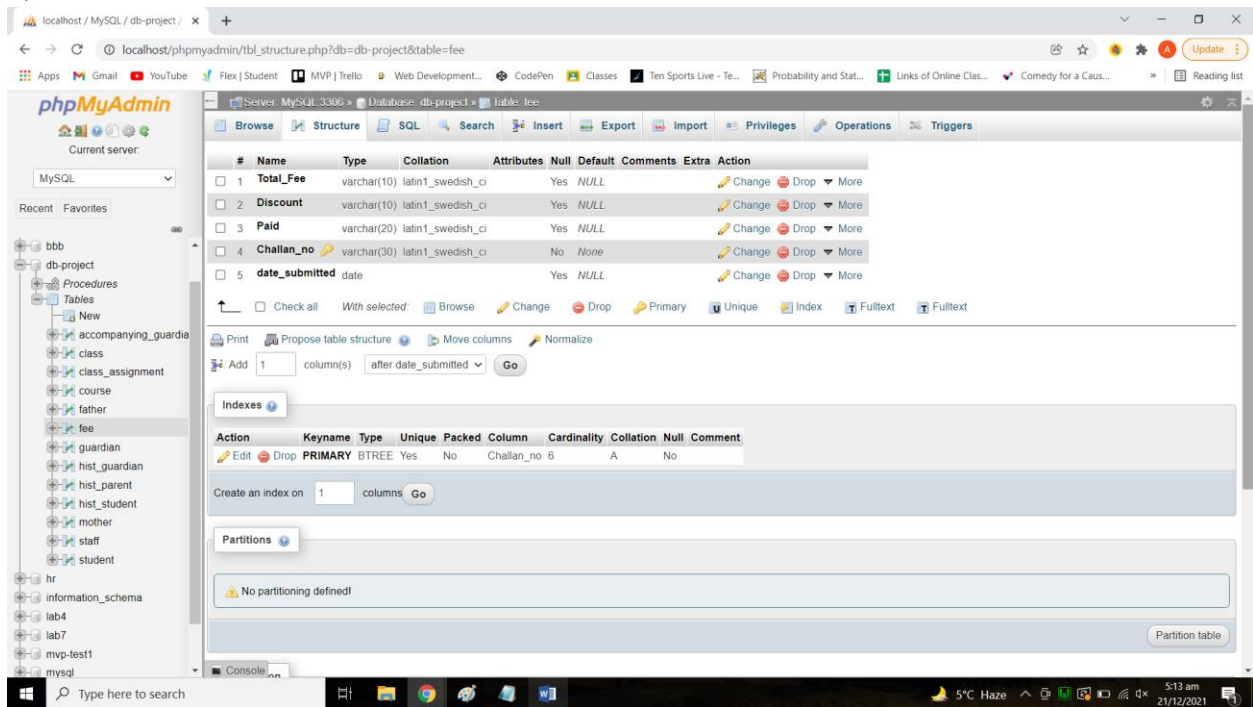 localhost / MySQL / db-project /
localhost/phpmyadmin/tbl_structure.php?db=db-project&table=fee
A Update
Apps Gmail YouTube Flex | Student MVP | Trello Web Development... CodePen Classes Ten Sports Live - Te... Probability and Stat... Links of Online Clas... Comedy for a Caus... » Reading list
phpMyAdmin
Current server:
MySQL
Recent Favorites
bbb
db-project
Procedures
Tables
New
accompanying_guardia
class
class_assignment
course
father
fee
guardian
hist_guardian
hist_parent
hist_student
mother
staff
student
hr
information_schema
lab4
lab7
mvp-test1
mysql
Server: MySQL:3306 » Database: db-project » Table: fee
Browse Structure SQL Search Insert Export Import Privileges Operations Triggers
# Name Type Collation Attributes Null Default Comments Extra Action
1 Total_Fee varchar(10) latin1_swedish_ci Yes NULL Change Drop More
2 Discount varchar(10) latin1_swedish_ci Yes NULL Change Drop More
3 Paid varchar(20) latin1_swedish_ci Yes NULL Change Drop More
4 Challan_no varchar(30) latin1_swedish_ci No None Change Drop More
5 date_submitted date Yes NULL Change Drop More
Check all With selected: Browse Change Drop Primary Unique Index Fulltext Fulltext
Print Propose table structure Move columns Normalize
Add 1 column(s) after date_submitted Go
Indexes
Action Keyname Type Unique Packed Column Cardinality Collation Null Comment
Edit Drop PRIMARY BTREE Yes No Challan_no 6 A No
Create an index on 1 columns Go
Partitions
No partitioning defined!
Partition table
Console
Type here to search
5°C Haze
5:13 am
21/12/2021